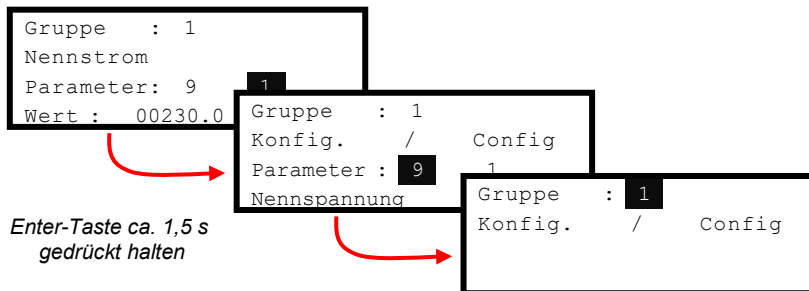 Gruppe : 1
Nennstrom
Parameter: 9 1
Wert : 00230.0
Gruppe : 1
Konfig. / Config
Parameter : 9 1
Nennspannung
Gruppe : 1
Konfig. / Config
Enter-Taste ca. 1,5 s
gedrückt halten